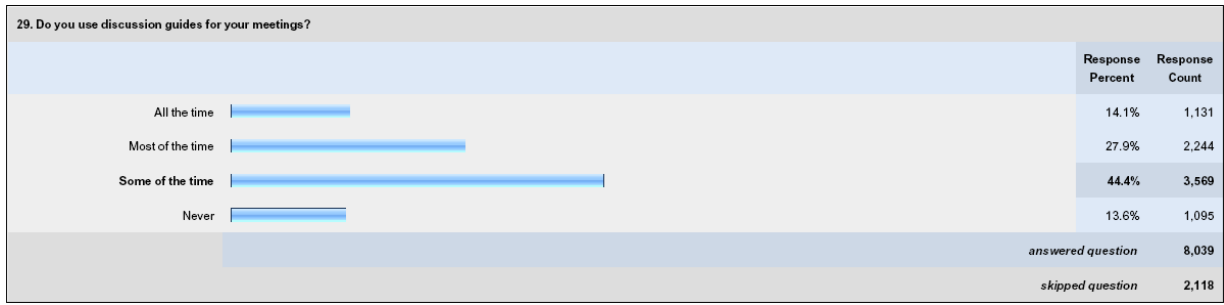 29. Do you use discussion guides for your meetings?
Response Percent Response Count
All the time 14.1% 1,131
Most of the time 27.9% 2,244
Some of the time 44.4% 3,569
Never 13.6% 1,095
answered question 8,039
skipped question 2,118